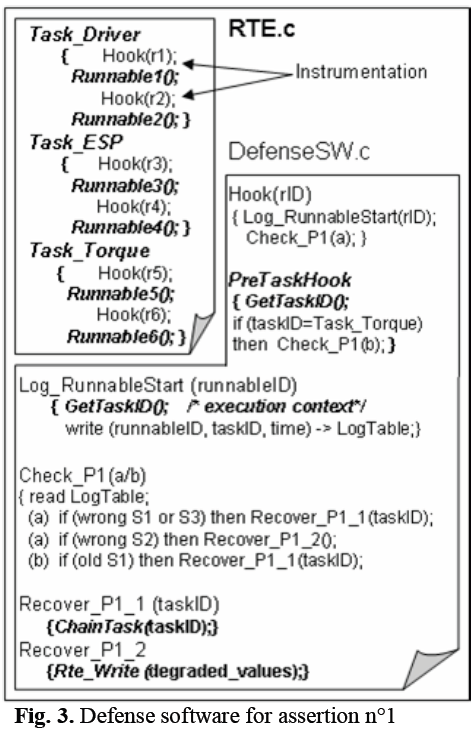 Task_Driver
{ Hook(r1);
Runnable1();
Hook(r2);
Runnable2(); }
Task_ESP
{ Hook(r3);
Runnable3();
Hook(r4);
Runnable4(); }
Task_Torque
{ Hook(r5);
Runnable5();
Hook(r6);
Runnable6(); }
RTE.c
Instrumentation
DefenseSW.c
Hook(rID)
{ Log_RunnableStart(rID);
Check_P1(a); }
PreTaskHook
{ GetTaskID();
if (taskID=Task_Torque)
then Check_P1(b); }
Log_RunnableStart (runnableID)
{ GetTaskID(); /* execution context*/
write (runnableID, taskID, time) -> LogTable;}
Check_P1(a/b)
{ read LogTable;
(a) if (wrong S1 or S3) then Recover_P1_1(taskID);
(a) if (wrong S2) then Recover_P1_2();
(b) if (old S1) then Recover_P1_1(taskID);
Recover_P1_1 (taskID)
{ChainTask(taskID);}
Recover_P1_2
{Rte_Write (degraded_values);}
Fig. 3. Defense software for assertion n°1